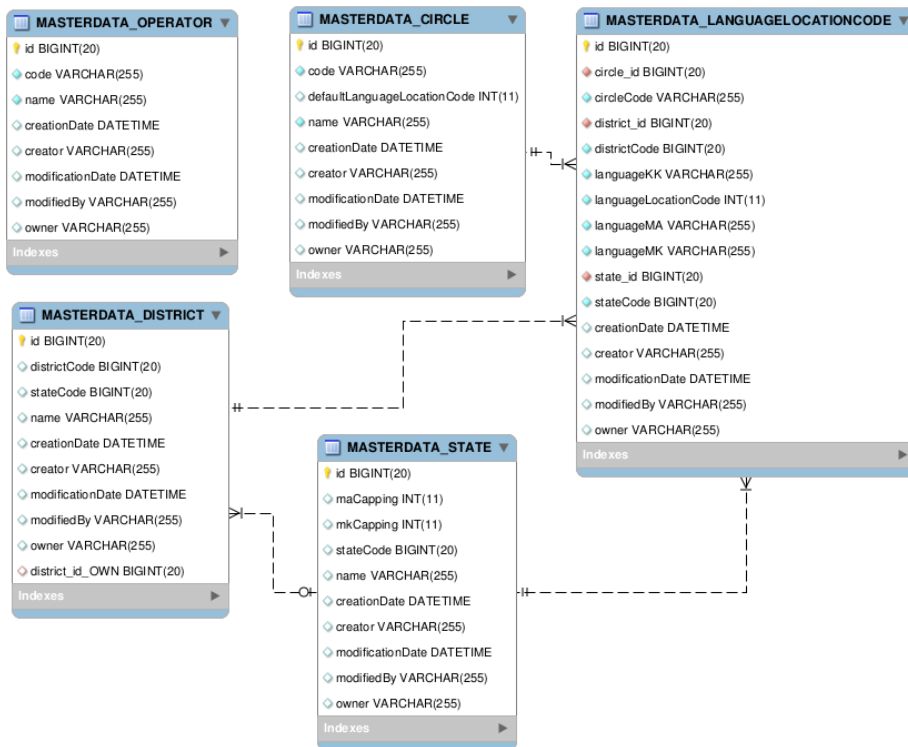 MASTERDATA_OPERATOR
id BIGINT(20)
code VARCHAR(255)
name VARCHAR(255)
creationDate DATETIME
creator VARCHAR(255)
modificationDate DATETIME
modifiedBy VARCHAR(255)
owner VARCHAR(255)
Indexes
MASTERDATA_CIRCLE
id BIGINT(20)
code VARCHAR(255)
defaultLanguageLocationCode INT(11)
name VARCHAR(255)
creationDate DATETIME
creator VARCHAR(255)
modificationDate DATETIME
modifiedBy VARCHAR(255)
owner VARCHAR(255)
Indexes
MASTERDATA_LANGUAGELOCATIONCODE
id BIGINT(20)
circle_id BIGINT(20)
circleCode VARCHAR(255)
district_id BIGINT(20)
districtCode BIGINT(20)
languageKK VARCHAR(255)
languageLocationCode INT(11)
languageMA VARCHAR(255)
languageMK VARCHAR(255)
state_id BIGINT(20)
stateCode BIGINT(20)
creationDate DATETIME
creator VARCHAR(255)
modificationDate DATETIME
modifiedBy VARCHAR(255)
owner VARCHAR(255)
Indexes
MASTERDATA_DISTRICT
id BIGINT(20)
districtCode BIGINT(20)
stateCode BIGINT(20)
name VARCHAR(255)
creationDate DATETIME
creator VARCHAR(255)
modificationDate DATETIME
modifiedBy VARCHAR(255)
owner VARCHAR(255)
district_id_OWN BIGINT(20)
Indexes
MASTERDATA_STATE
id BIGINT(20)
maCapping INT(11)
mkCapping INT(11)
stateCode BIGINT(20)
name VARCHAR(255)
creationDate DATETIME
creator VARCHAR(255)
modificationDate DATETIME
modifiedBy VARCHAR(255)
owner VARCHAR(255)
Indexes